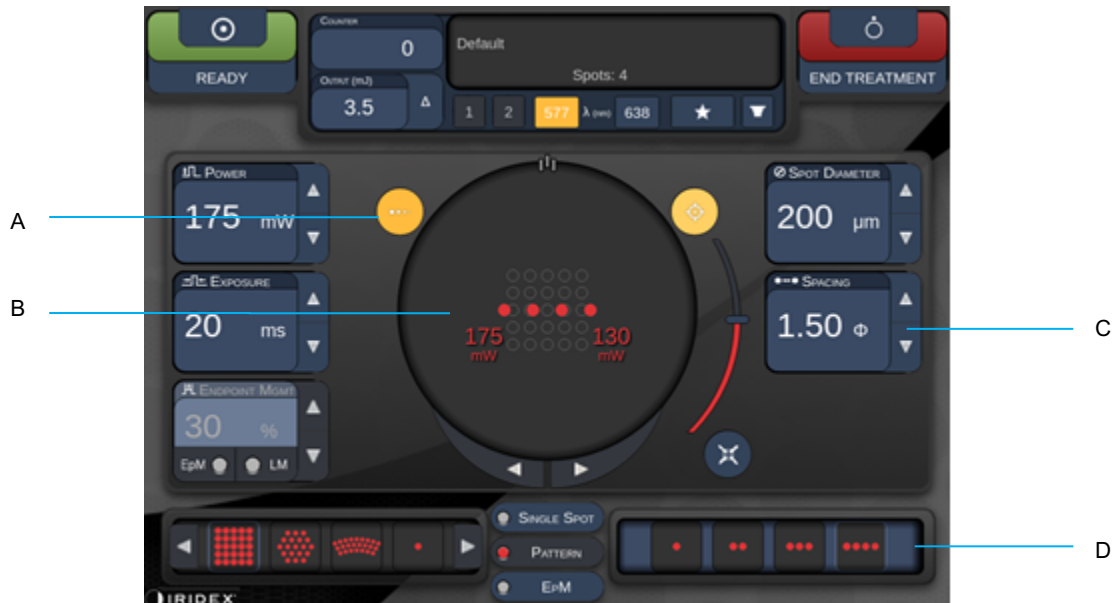 READY
COUNTER
0
OUTPUT (mJ)
3.5
Δ
Default
Spots: 4
1 2 577 λ (nm) 638
END TREATMENT
POWER
175 mW
EXPOSURE
20 ms
ENDPOINT MGMT
30 %
EpM LM
A
B
175 mW
130 mW
SPOT DIAMETER
200 µm
SPACING
1.50 Φ
C
SINGLE SPOT
PATTERN
EPM
D
IRIDEX